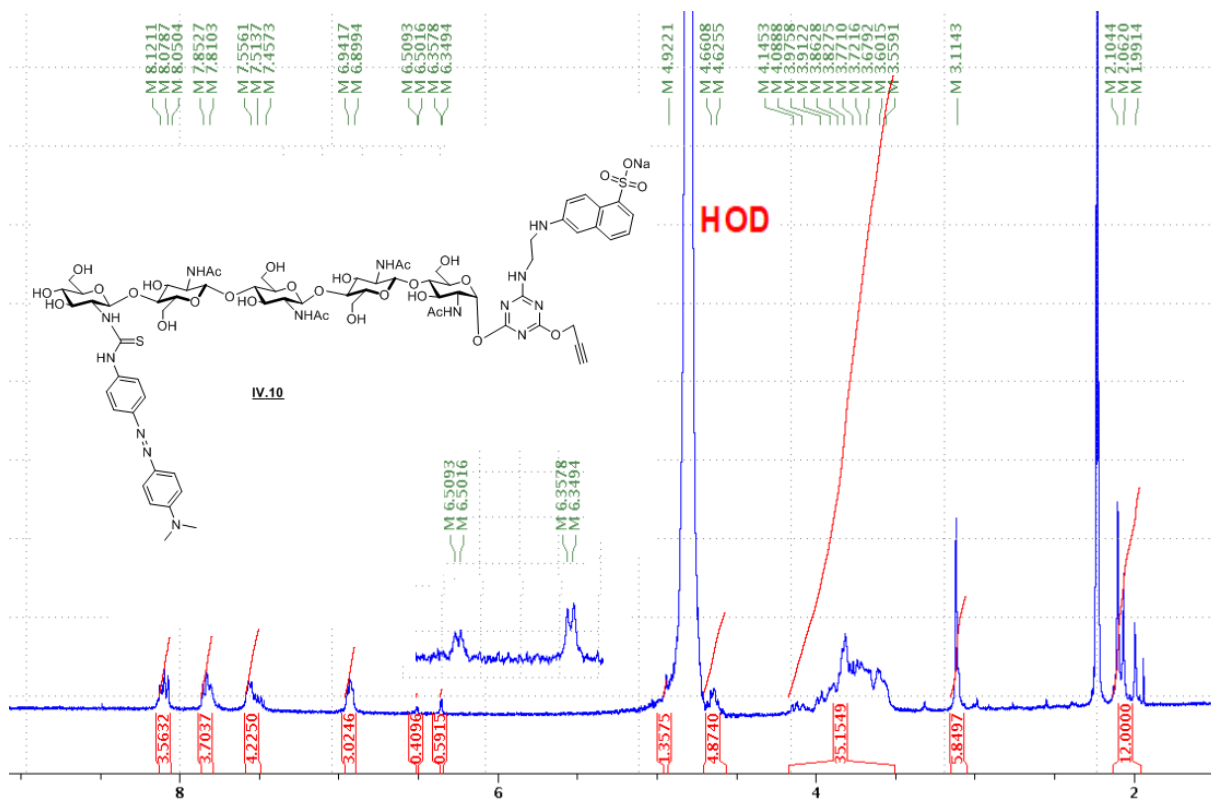 M 8.1211
M 8.0787
M 8.0504
M 7.8527
M 7.8103
M 7.5561
M 7.5137
M 7.4573
M 6.9417
M 6.8994
M 6.5093
M 6.5016
M 6.3578
M 6.3494
M 4.9221
M 4.6608
M 4.6255
M 4.1453
M 4.0888
M 3.9758
M 3.9122
M 3.8628
M 3.8275
M 3.7710
M 3.7216
M 3.6792
M 3.6015
M 3.5591
M 3.1143
M 2.1044
M 2.0620
M 1.9914
ONa
O
S
O
HN
HN
N
N
N
O
O
HOD
OH
HO
HO
HO
O
O
HN
S
NH
N
N
N
NHAc
HO
O
O
OH
OH
O
HO
NHAc
O
NHAc
HO
O
O
OH
OH
O
HO
AcN
H
IV.10
M 6.5093
M 6.5016
M 6.3578
M 6.3494
3.5632
3.7037
4.2250
3.0246
0.4096
0.5915
1.3575
4.8740
35.1549
5.8497
12.0000
8
6
4
2